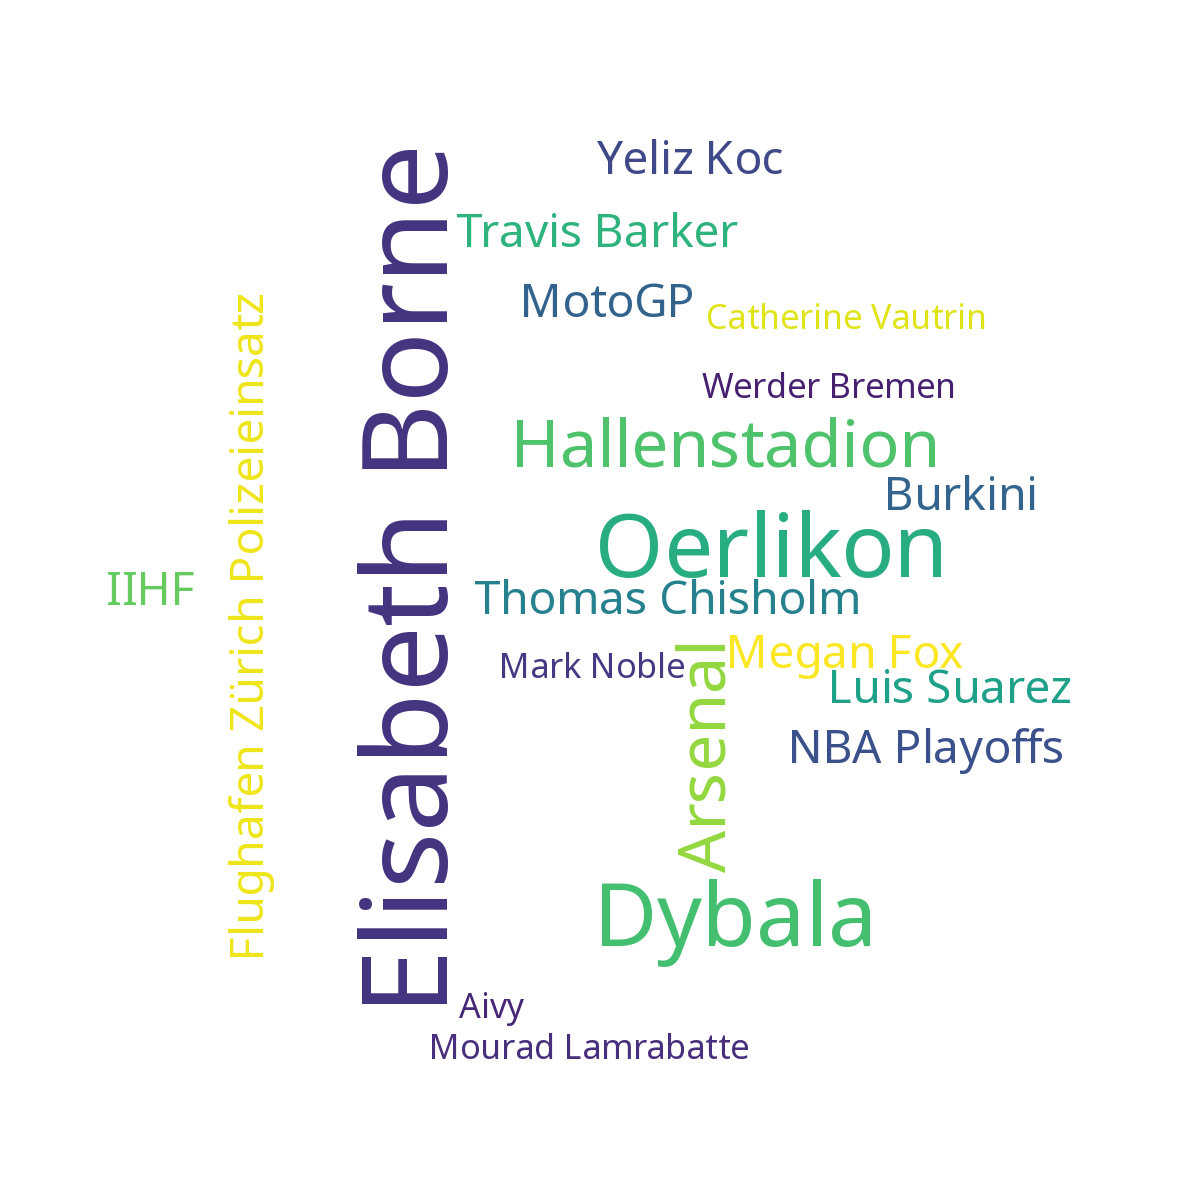 Yeliz Koc
Travis Barker
MotoGP
Catherine Vautrin
Werder Bremen
Hallenstadion
Burkini
Oerlikon
Thomas Chisholm
IIHF
Flughafen Zürich Polizeieinsatz
Elisabeth Borne
Mark Noble
Megan Fox
Luis Suarez
Arsenal
NBA Playoffs
Dybala
Aivy
Mourad Lamrabatte